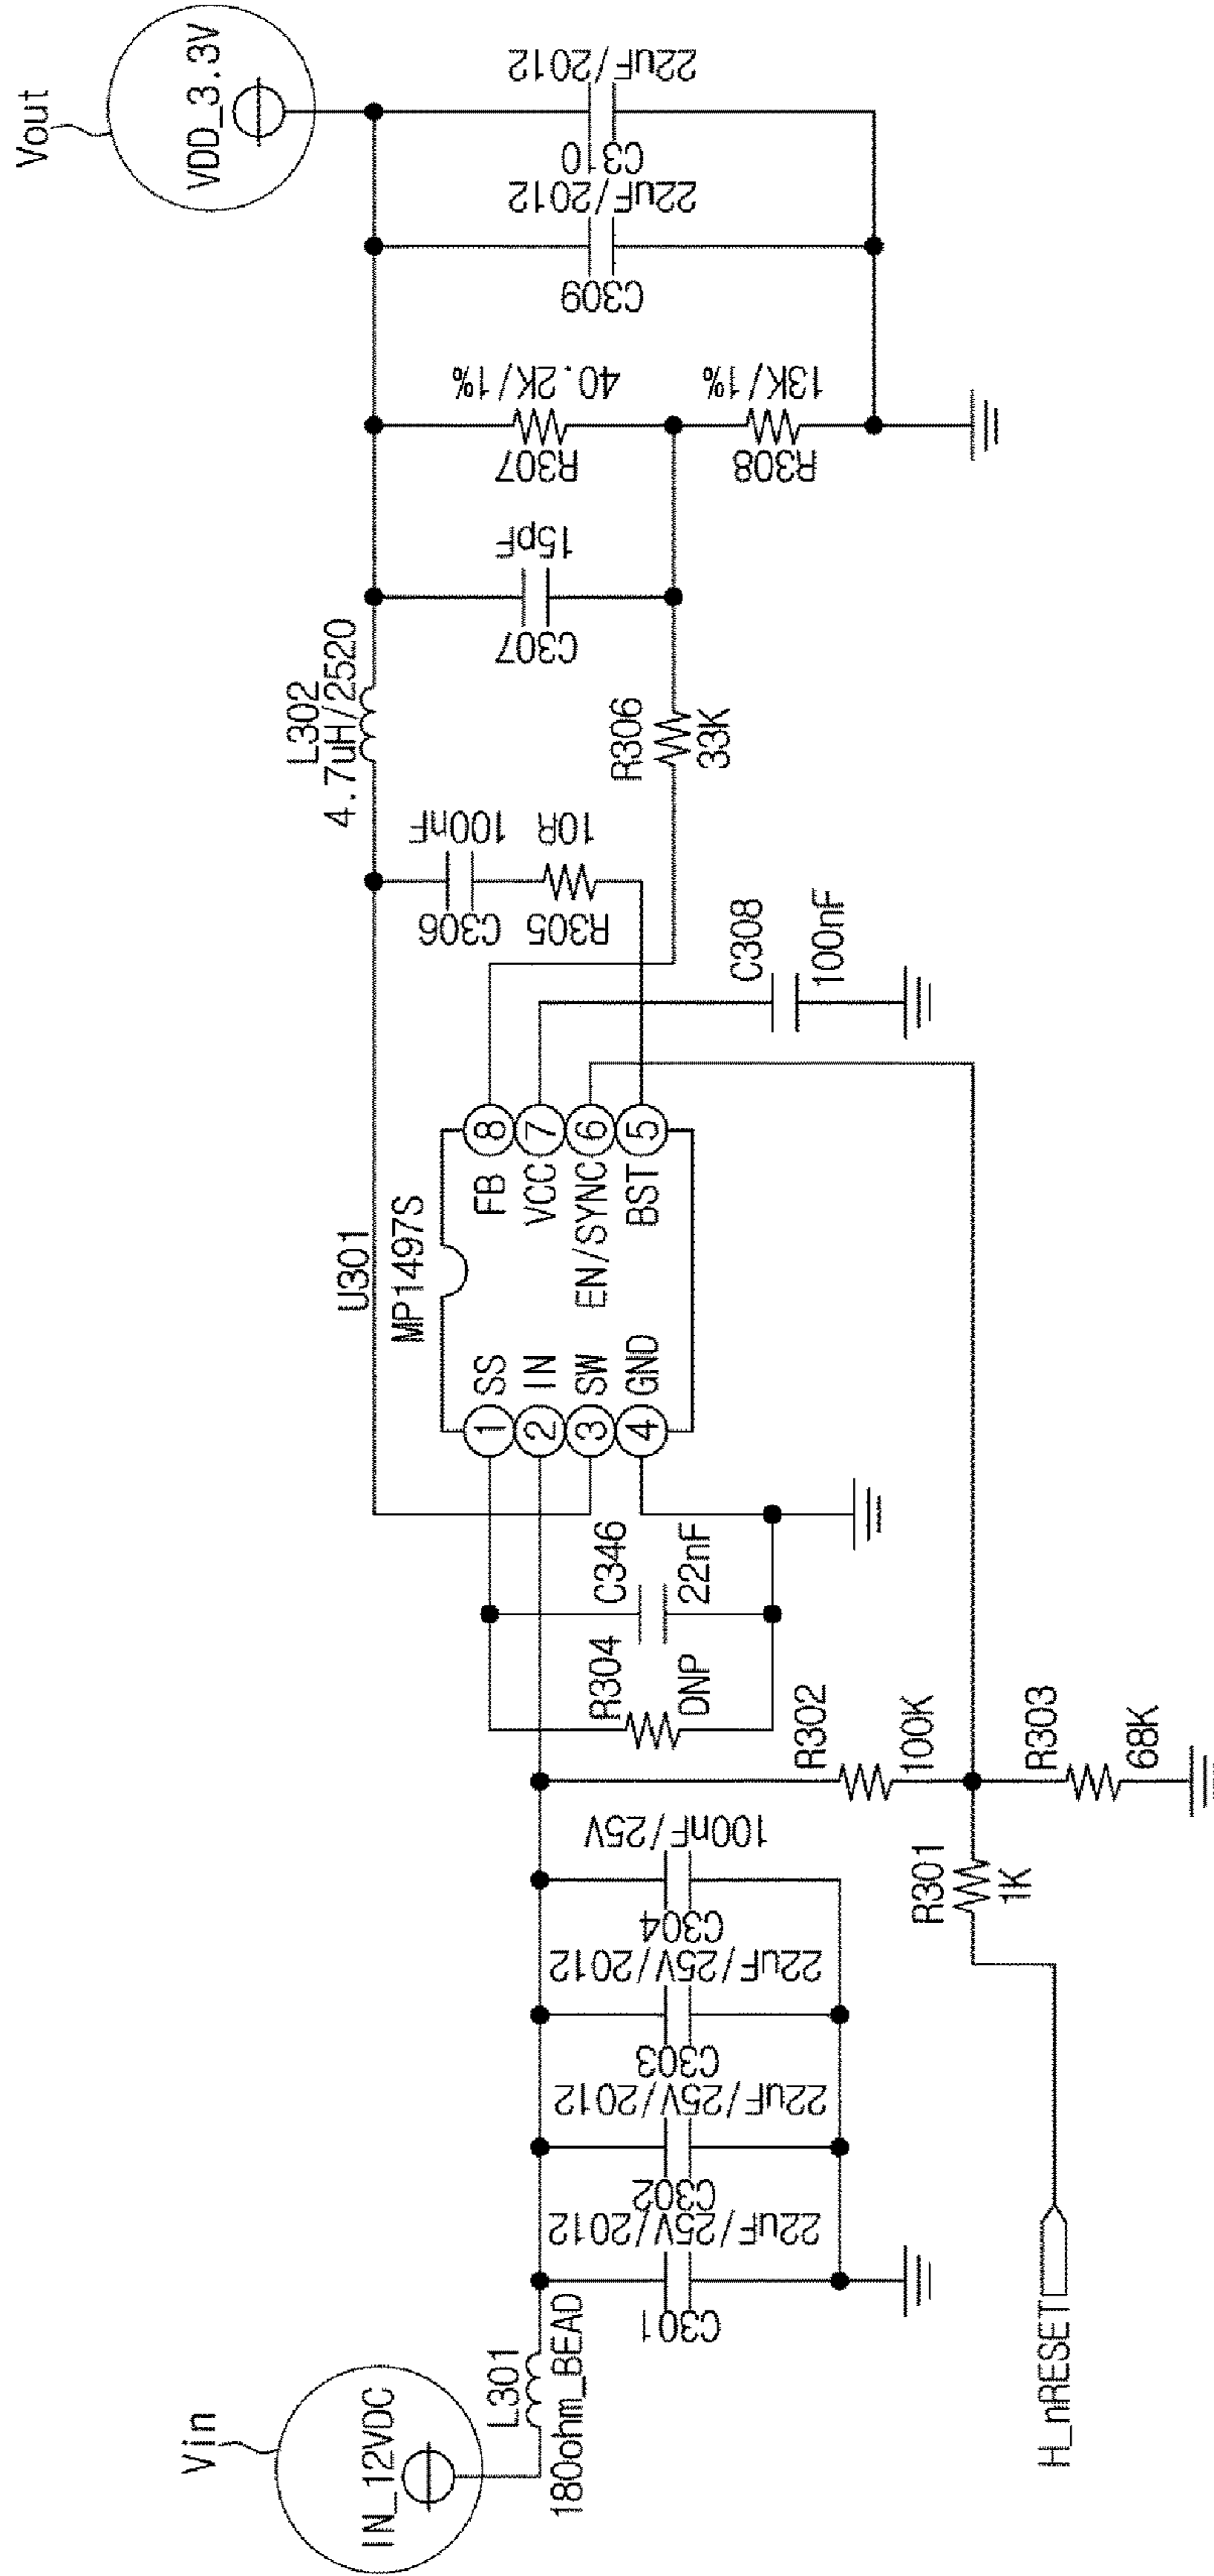 Vin
IN_12VDC
L301
180ohm_BEAD
C301
22uF/25V/2012
C302
22uF/25V/2012
C303
22uF/25V/2012
C304
100nF/25V
H_nRESET
R301
1K
R302
100K
R303
68K
R304
DNP
C346
22nF
U301
MP1497S
1 SS
2 IN
3 SW
4 GND
FB 8
VCC 7
EN/SYNC 6
BST 5
C308
100nF
C306
100nF
R305
10R
L302
4.7uH/2520
R306
33K
C307
15pF
R307
40.2K/1%
R308
13K/1%
C309
22uF/2012
C310
22uF/2012
Vout
VDD_3.3V